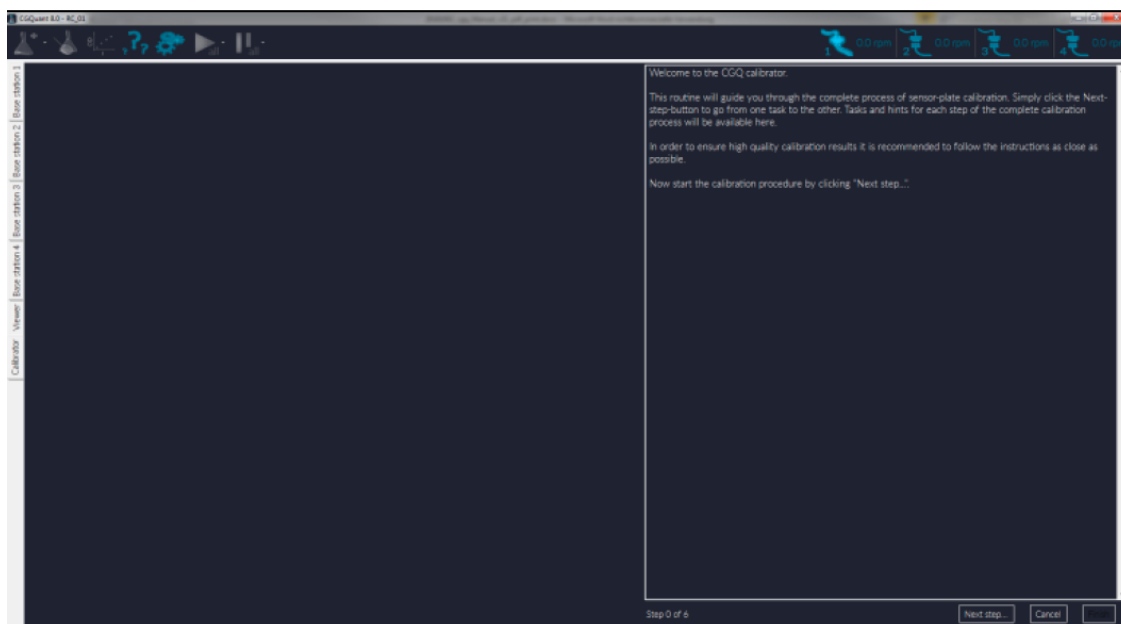 CGQuant 8.0 - RC_01
??
1 0.0 rpm 2 0.0 rpm 3 0.0 rpm 4 0.0 rpm
Base station 1
Base station 2
Base station 3
Base station 4
Viewer
Calibrator
Welcome to the CGQ calibrator.
This routine will guide you through the complete process of sensor-plate calibration. Simply click the Next-
step-button to go from one task to the other. Tasks and hints for each step of the complete calibration
process will be available here.
In order to ensure high quality calibration results it is recommended to follow the instructions as close as
possible.
Now start the calibration procedure by clicking "Next step...".
Step 0 of 6
Next step... Cancel